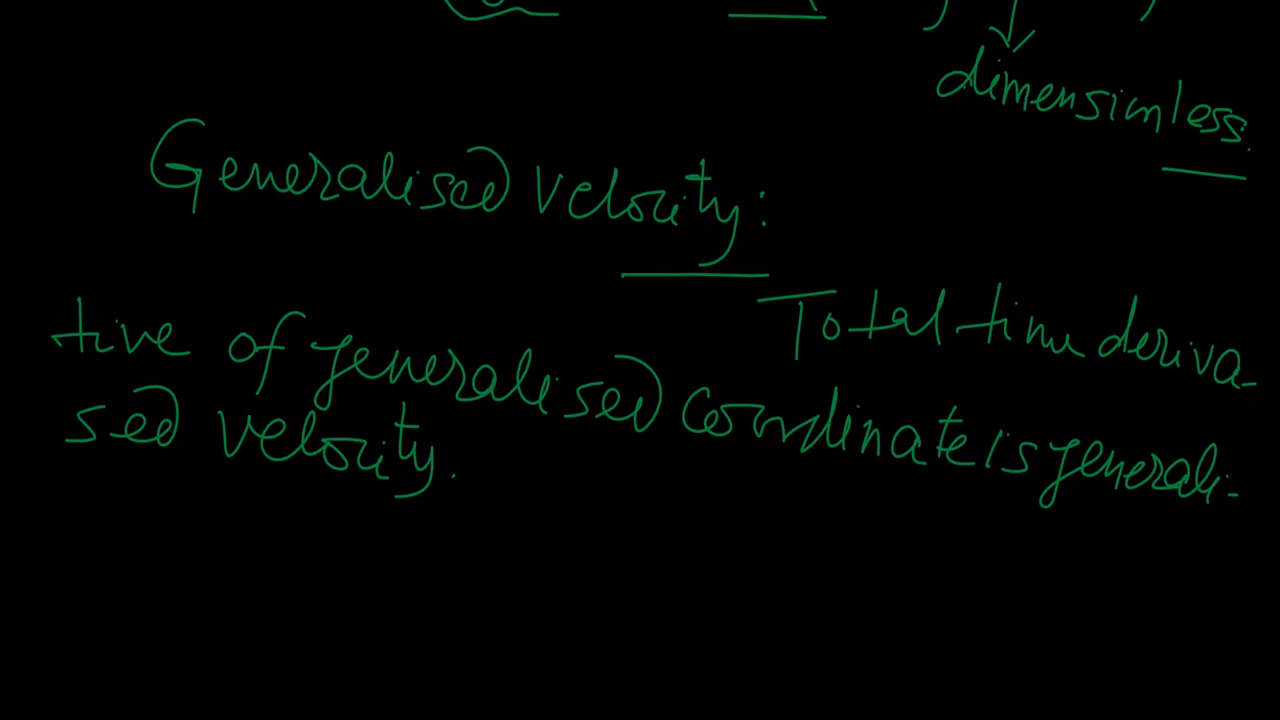 dimensionless.
Generalised velocity:
Total time deriva-
tive of generalised coordinate is generali-
sed velocity.